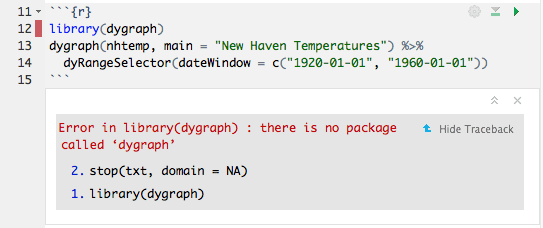 11 ```{r}
12 library(dygraph)
13 dygraph(nhtemp, main = "New Haven Temperatures") %>%
14   dyRangeSelector(dateWindow = c("1920-01-01", "1960-01-01"))
15 ```
Error in library(dygraph) : there is no package called ‘dygraph’
Hide Traceback
2. stop(txt, domain = NA)
1. library(dygraph)